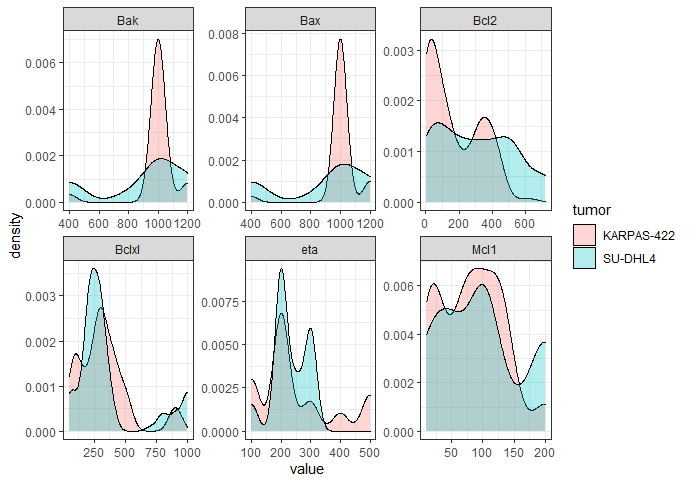 Bak
Bax
Bcl2
0.006
0.004
0.002
0.000
0.008
0.006
0.004
0.002
0.000
0.003
0.002
0.001
0.000
400 1000 1200
400 1000 1200
0 200 400 600
Bclxl
eta
Mcl1
0.003
0.002
0.001
0.000
0.0075
0.0050
0.0025
0.0000
0.006
0.004
0.002
0.000
250 500 750 1000
100 200 300 400 500
50 100 150 200
density
value
tumor
KARPAS-422
SU-DHL4